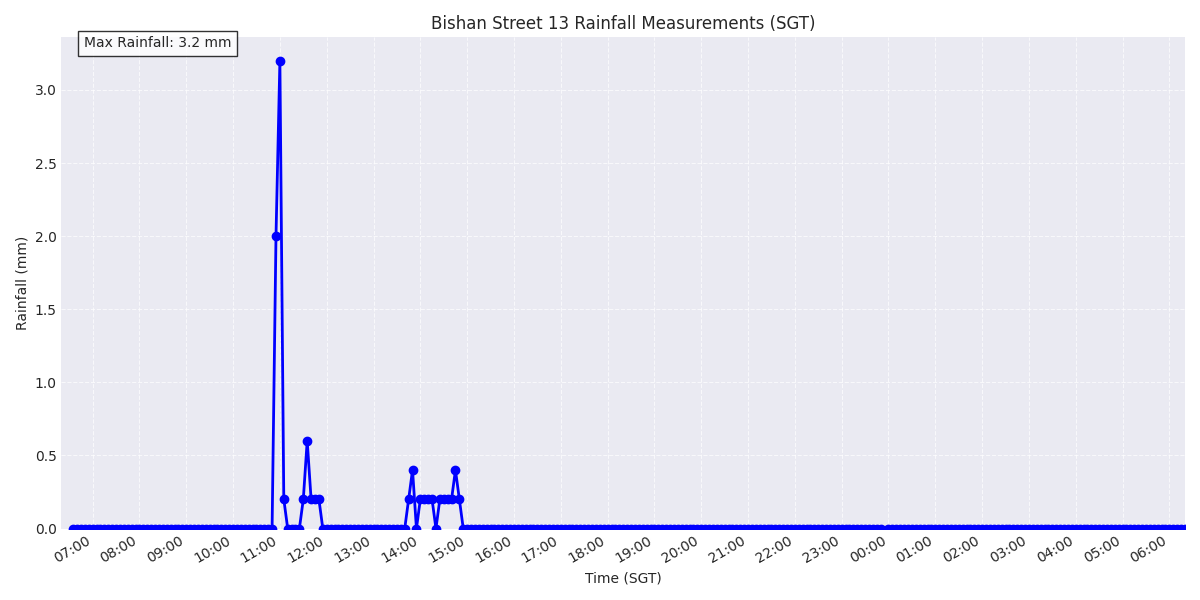 Bishan Street 13 Rainfall Measurements (SGT)
Max Rainfall: 3.2 mm
Rainfall (mm)
3.0
2.5
2.0
1.5
1.0
0.5
0.0
07:00 08:00 09:00 10:00 11:00 12:00 13:00 14:00 15:00 16:00 17:00 18:00 19:00 20:00 21:00 22:00 23:00 00:00 01:00 02:00 03:00 04:00 05:00 06:00
Time (SGT)